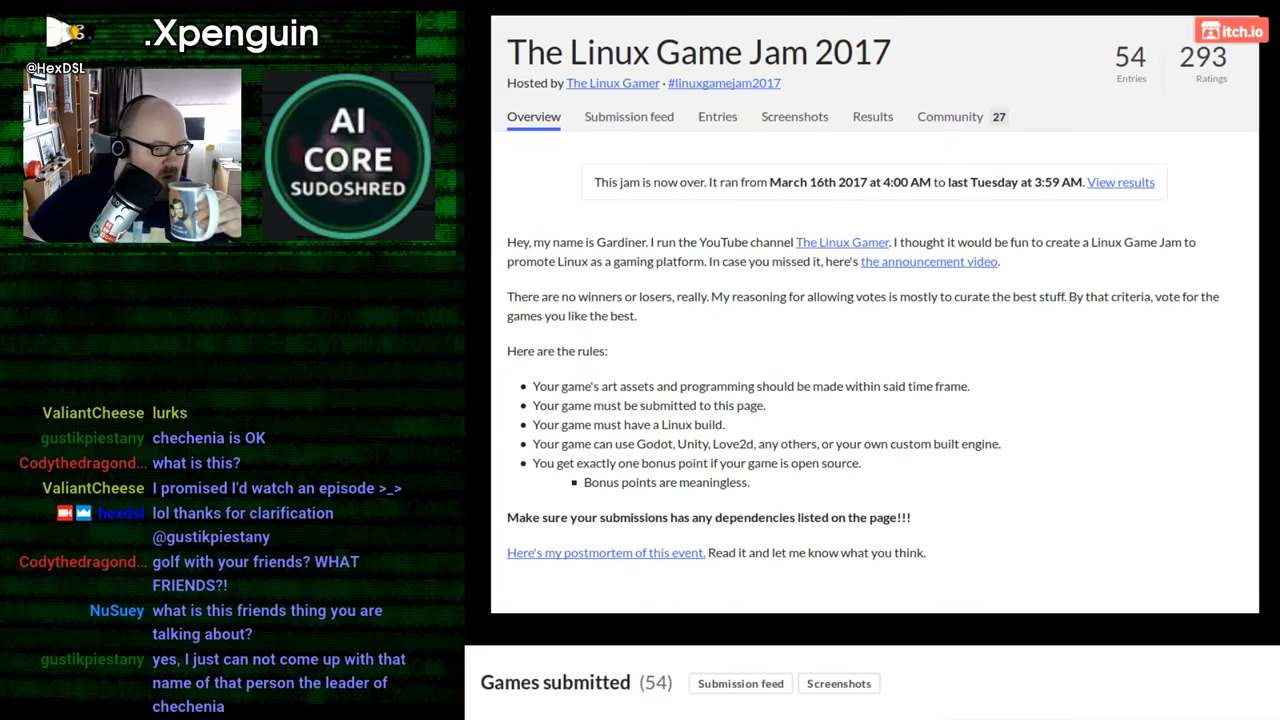 .Xpenguin
@HexDSL
AI
CORE
SUDOSHRED
ValiantCheese lurks
gustikpiestany chechenia is OK
Codythedragond... what is this?
ValiantCheese I promised I'd watch an episode >_>
hexdsl lol thanks for clarification
@gustikpiestany
Codythedragond... golf with your friends? WHAT
FRIENDS?!
NuSuey what is this friends thing you are
talking about?
gustikpiestany yes, I just can not come up with that
name of that person the leader of
chechenia
itch.io
The Linux Game Jam 2017
54
Entries
293
Ratings
Hosted by The Linux Gamer · #linuxgamejam2017
Overview Submission feed Entries Screenshots Results Community 27
This jam is now over. It ran from March 16th 2017 at 4:00 AM to last Tuesday at 3:59 AM. View results
Hey, my name is Gardiner. I run the YouTube channel The Linux Gamer. I thought it would be fun to create a Linux Game Jam to
promote Linux as a gaming platform. In case you missed it, here's the announcement video.
There are no winners or losers, really. My reasoning for allowing votes is mostly to curate the best stuff. By that criteria, vote for the
games you like the best.
Here are the rules:
• Your game's art assets and programming should be made within said time frame.
• Your game must be submitted to this page.
• Your game must have a Linux build.
• Your game can use Godot, Unity, Love2d, any others, or your own custom built engine.
• You get exactly one bonus point if your game is open source.
▪ Bonus points are meaningless.
Make sure your submissions has any dependencies listed on the page!!!
Here's my postmortem of this event. Read it and let me know what you think.
Games submitted (54) Submission feed Screenshots